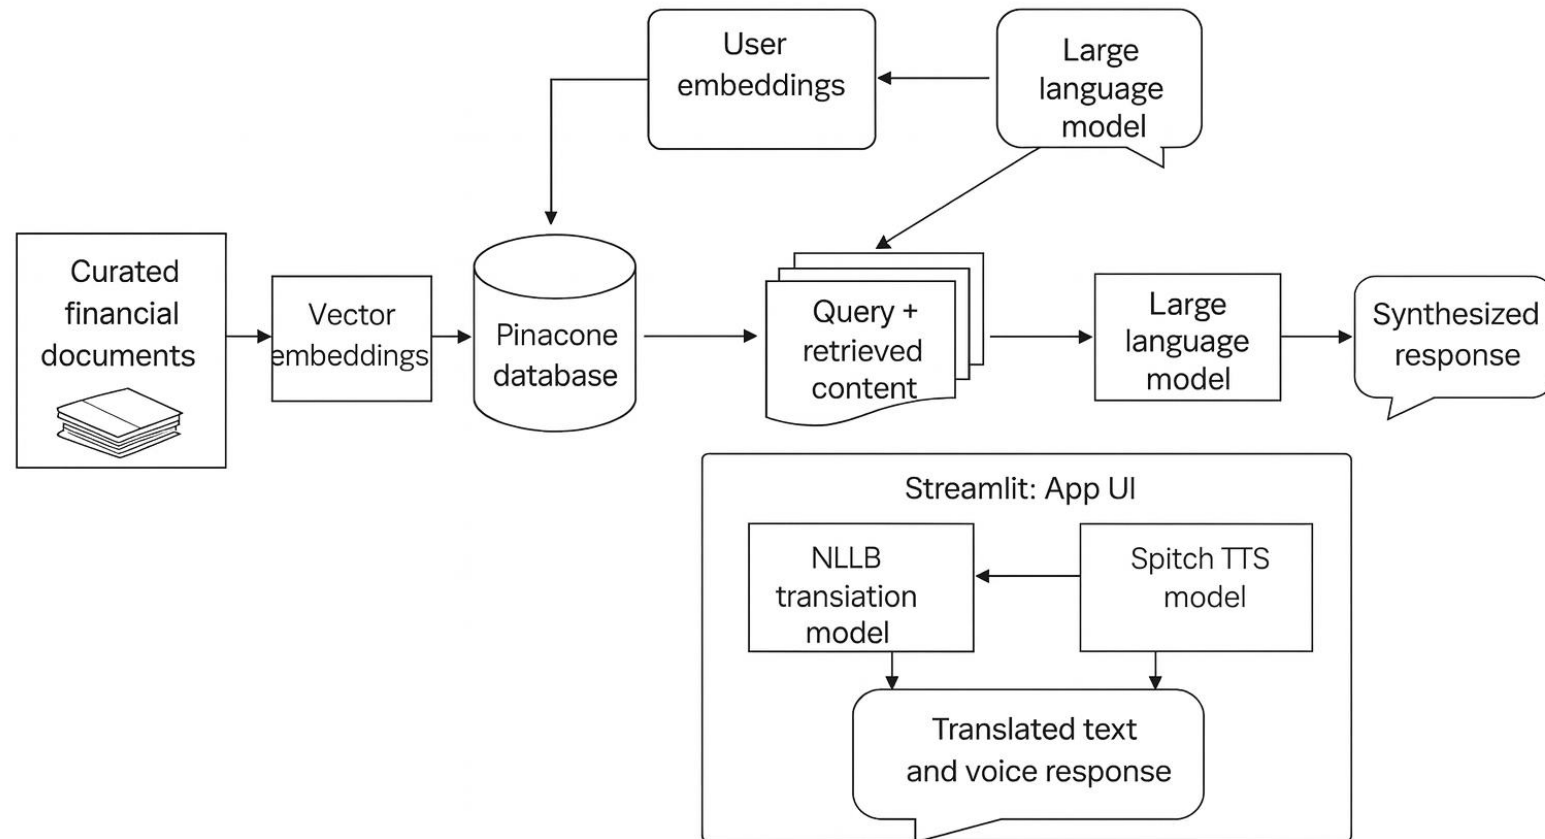 User
embeddings
Large
language
model
Curated
financial
documents
Vector
embeddings
Pinacone
database
Query +
retrieved
content
Large
language
model
Synthesized
response
Streamlit: App UI
NLLB
transiation
model
Spitch TTS
model
Translated text
and voice response